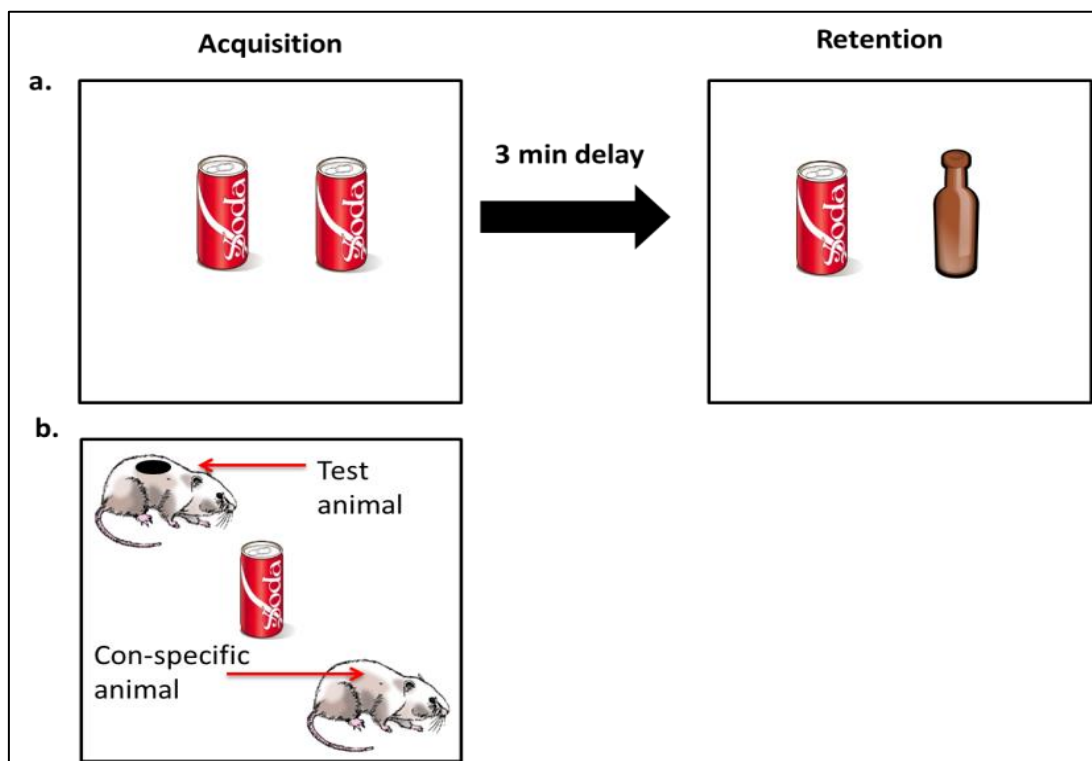 Acquisition
Retention
a.
Soda
Soda
3 min delay
Soda
b.
Test
animal
Soda
Con-specific
animal